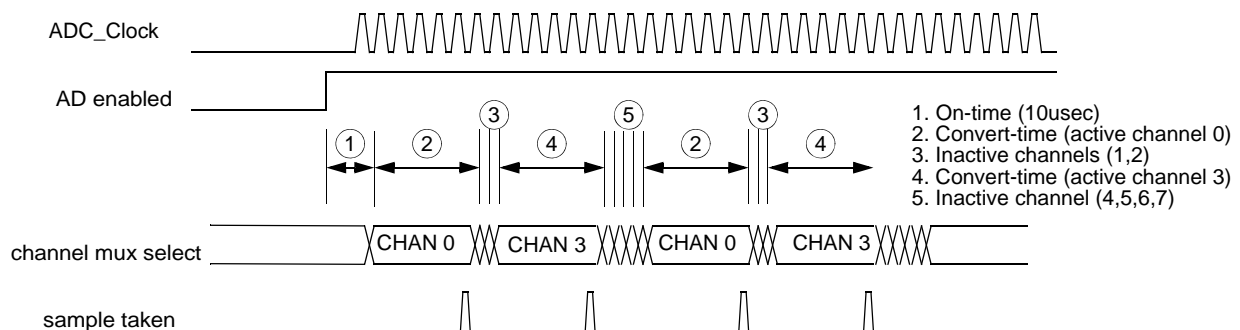 ADC_Clock
AD enabled
1. On-time (10usec)
2. Convert-time (active channel 0)
3. Inactive channels (1,2)
4. Convert-time (active channel 3)
5. Inactive channel (4,5,6,7)
1 2 3 4 5 2 3 4
channel mux select CHAN 0 CHAN 3 CHAN 0 CHAN 3
sample taken